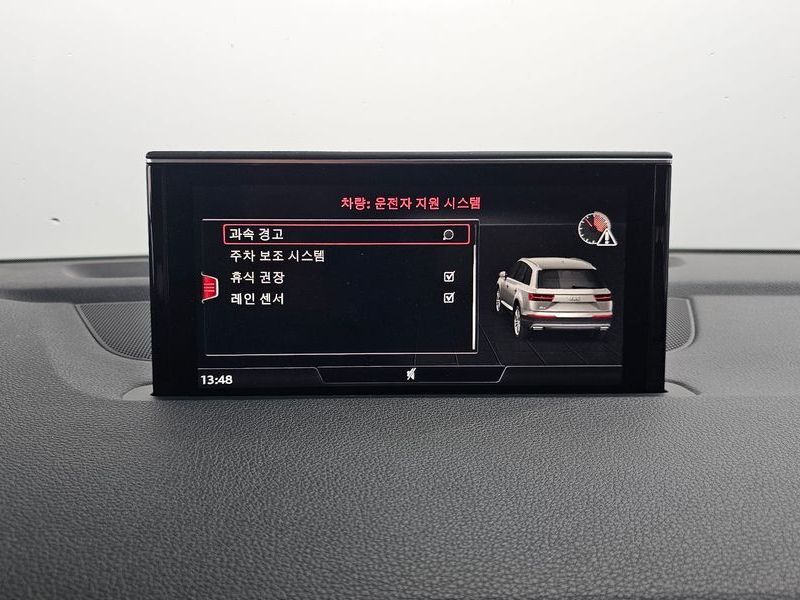 차량: 운전자 지원 시스템
과속 경고
주차 보조 시스템
휴식 권장
레인 센서
13:48